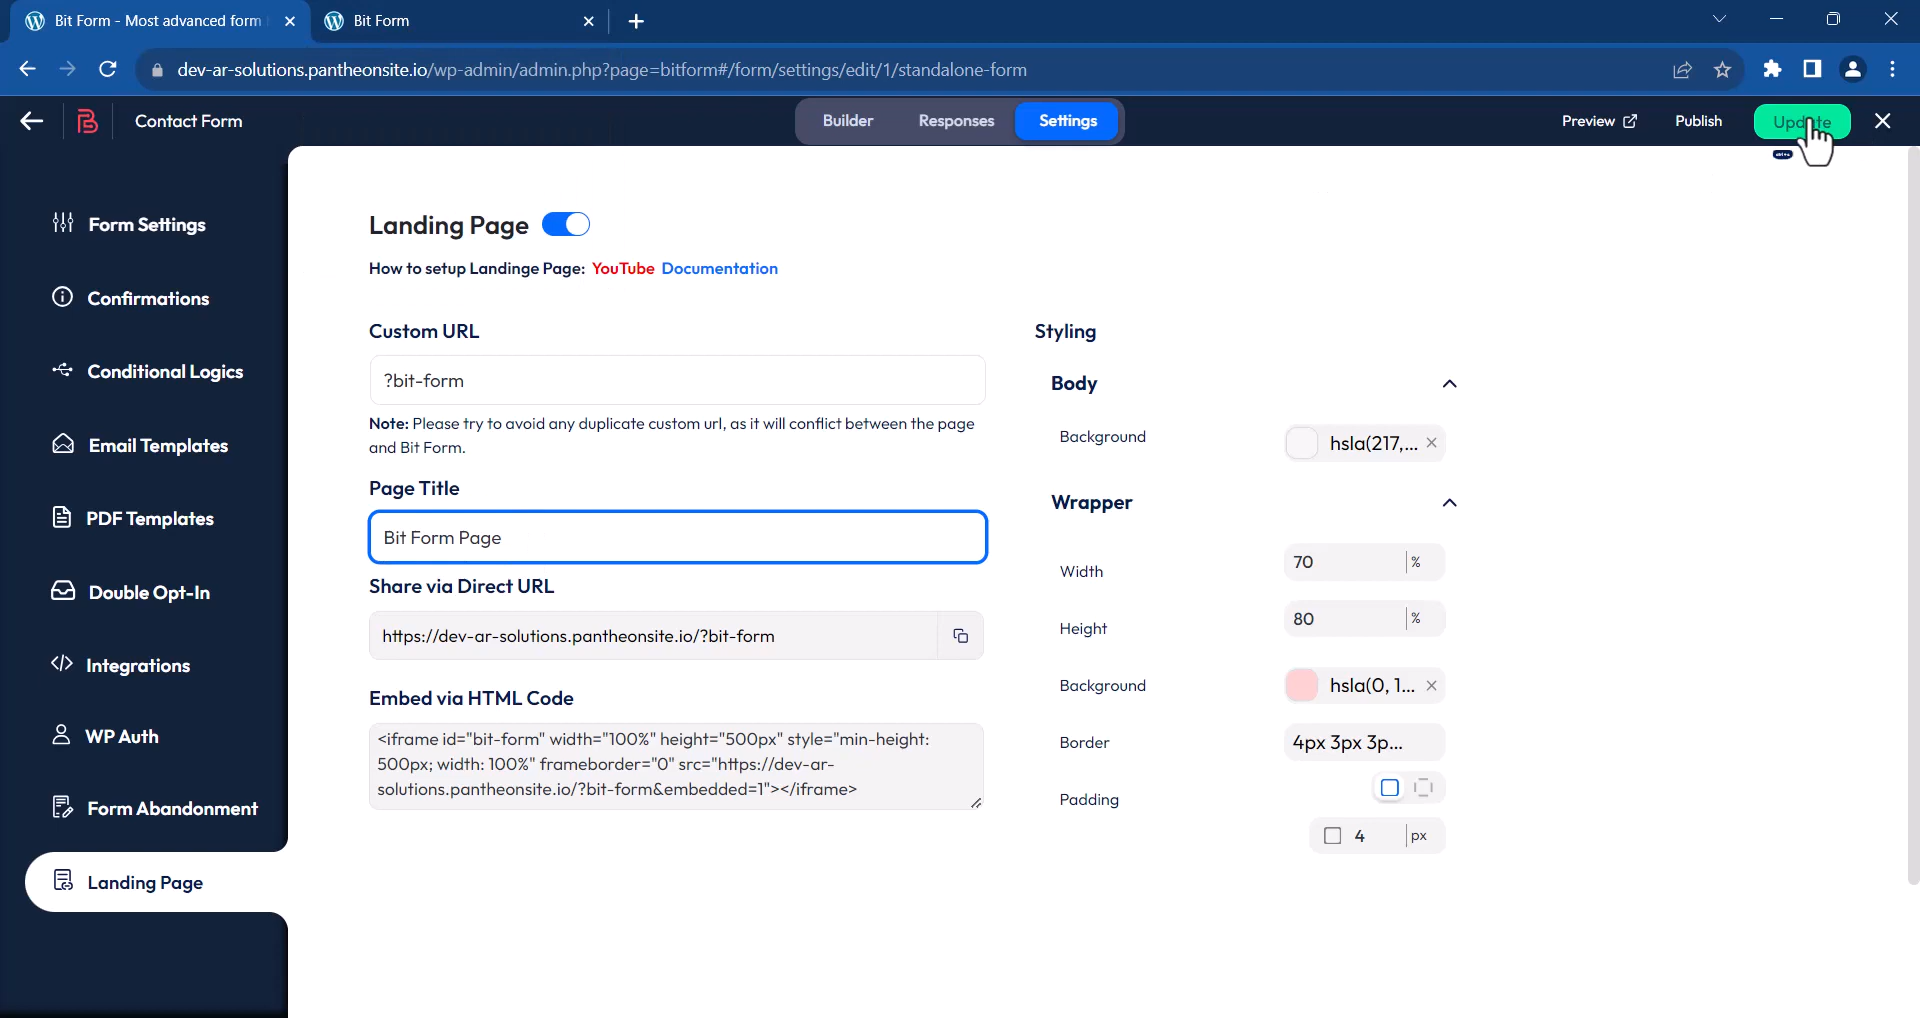 Bit Form - Most advanced form
Bit Form
dev-ar-solutions.pantheonsite.io/wp-admin/admin.php?page=bitform#/form/settings/edit/1/standalone-form
Contact Form
Builder
Responses
Settings
Preview
Publish
Update
Form Settings
Confirmations
Conditional Logics
Email Templates
PDF Templates
Double Opt-In
Integrations
WP Auth
Form Abandonment
Landing Page
Landing Page
How to setup Landinge Page: YouTube Documentation
Custom URL
?bit-form
Note: Please try to avoid any duplicate custom url, as it will conflict between the page
and Bit Form.
Page Title
Bit Form Page
Share via Direct URL
https://dev-ar-solutions.pantheonsite.io/?bit-form
Embed via HTML Code
<iframe id="bit-form" width="100%" height="500px" style="min-height:
500px; width: 100%" frameborder="0" src="https://dev-ar-
solutions.pantheonsite.io/?bit-form&embedded=1"></iframe>
Styling
Body
Background
hsla(217,...
Wrapper
Width
70 %
Height
80 %
Background
hsla(0, 1...
Border
4px 3px 3p...
Padding
4 px